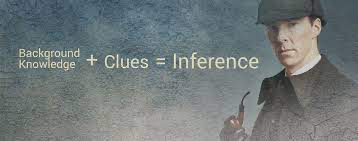 Background
Knowledge + Clues = Inference